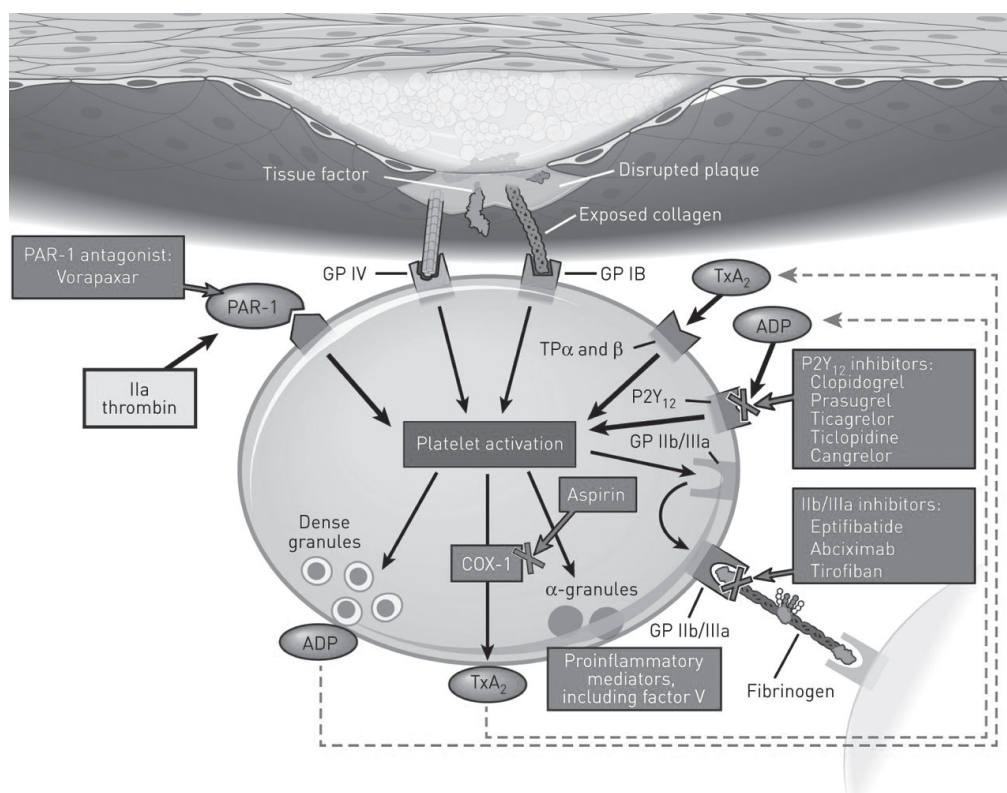 Tissue factor
Disrupted plaque
Exposed collagen
PAR-1 antagonist:
Vorapaxar
GP IV
GP IB
TxA₂
PAR-1
ADP
TPα and β
IIa
thrombin
P2Y₁₂
P2Y₁₂ inhibitors:
Clopidogrel
Prasugrel
Ticagrelor
Ticlopidine
Cangrelor
Platelet activation
GP IIb/IIIa
Aspirin
IIb/IIIa inhibitors:
Eptifibatide
Abciximab
Tirofiban
Dense
granules
COX-1
α-granules
GP IIb/IIIa
ADP
TxA₂
Proinflammatory
mediators,
including factor V
Fibrinogen